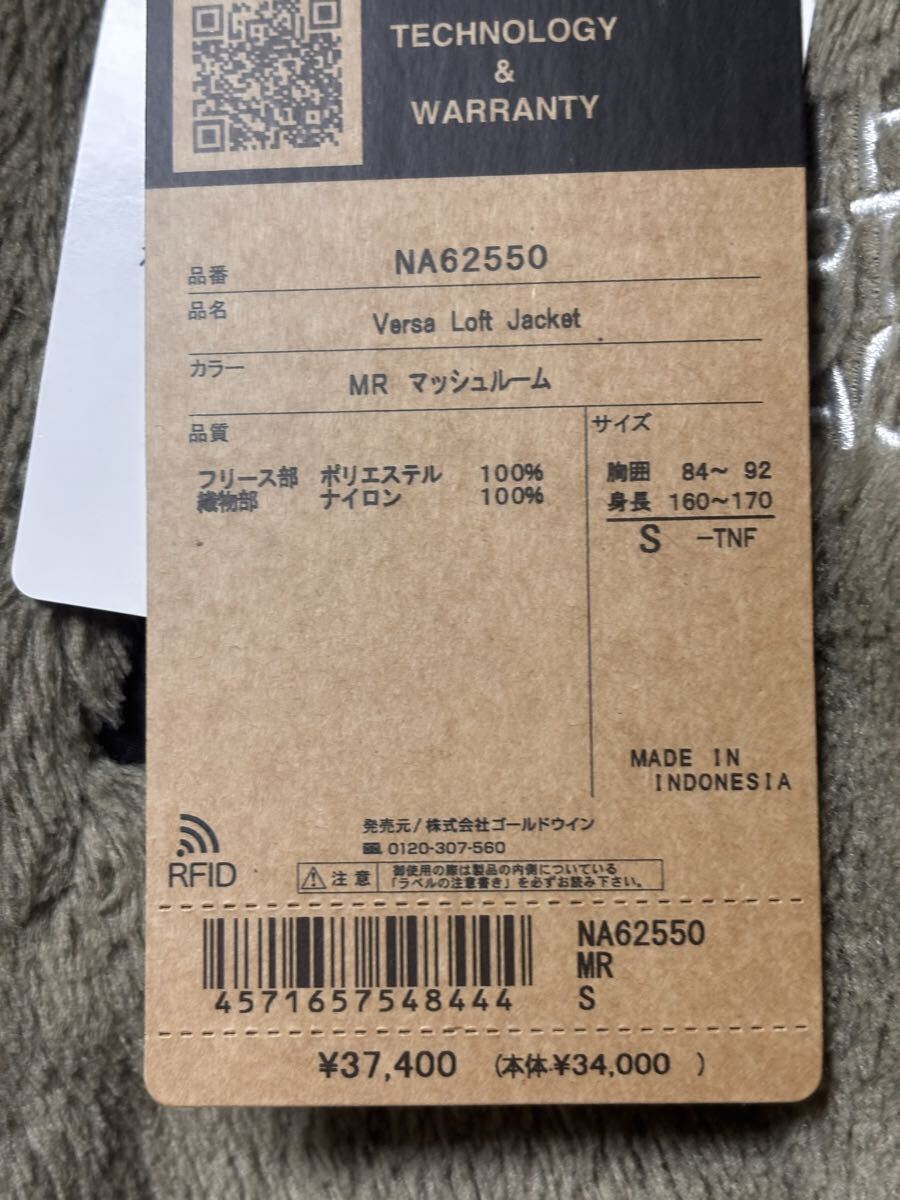 TECHNOLOGY
&
WARRANTY
品番 NA62550
品名 Versa Loft Jacket
カラー MR マッシュルーム
品質
フリース部 ポリエステル 100%
織物部 ナイロン 100%
サイズ
胸囲 84～ 92
身長 160～170
S -TNF
MADE IN
INDONESIA
RFID
発売元/株式会社ゴールドウイン
0120-307-560
注意 御使用の際は製品の内側についている
「ラベルの注意書き」を必ずお読み下さい。
4571657548444
NA62550
MR
S
¥37,400 (本体.¥34,000 )